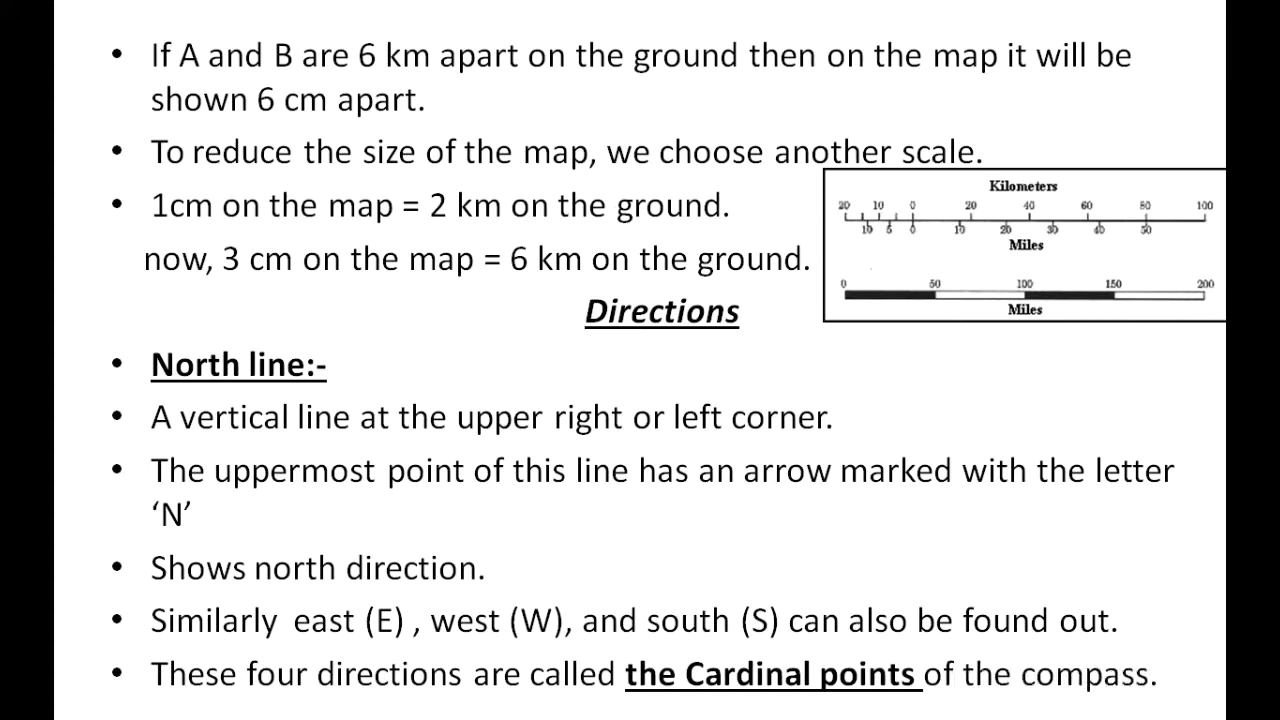 • If A and B are 6 km apart on the ground then on the map it will be
shown 6 cm apart.
• To reduce the size of the map, we choose another scale.
• 1cm on the map = 2 km on the ground.
now, 3 cm on the map = 6 km on the ground.
Kilometers
20 10 0 20 40 60 80 100
10 5 0 10 20 30 40 50
Miles
0 50 100 150 200
Miles
Directions
• North line:-
• A vertical line at the upper right or left corner.
• The uppermost point of this line has an arrow marked with the letter
‘N’
• Shows north direction.
• Similarly east (E) , west (W), and south (S) can also be found out.
• These four directions are called the Cardinal points of the compass.